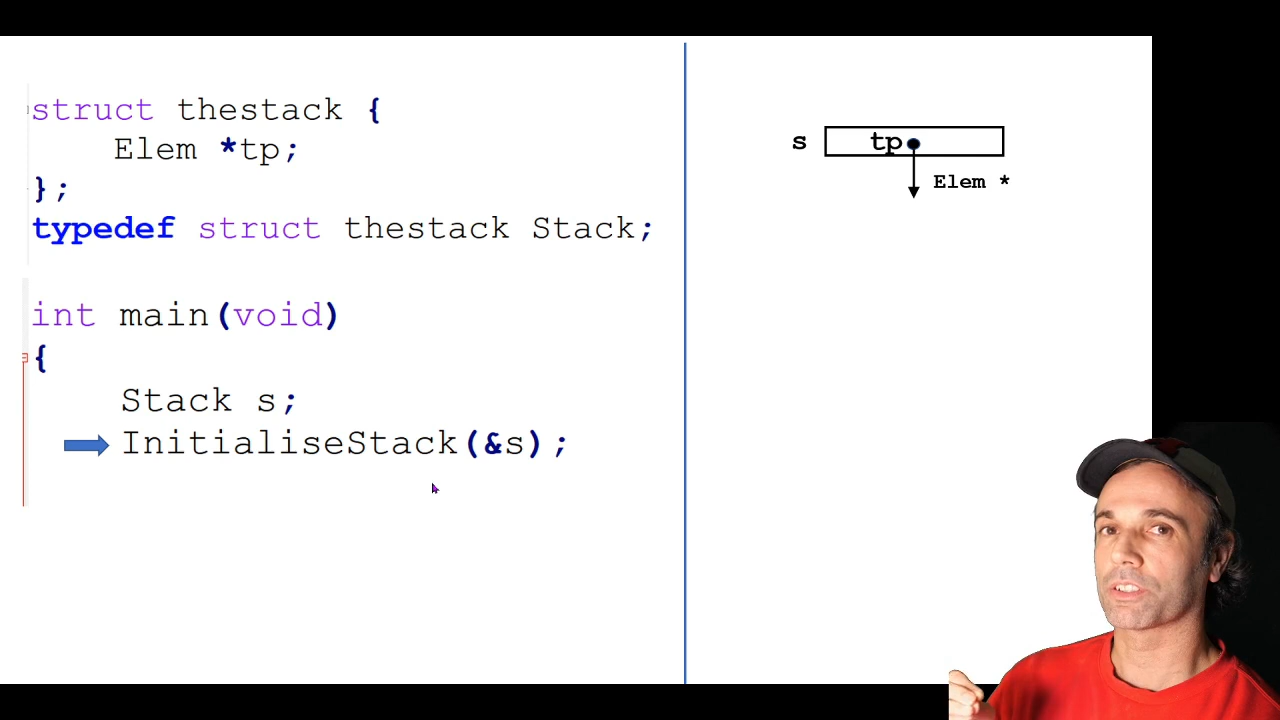 struct thestack {
Elem *tp;
};
typedef struct thestack Stack;
int main(void)
{
Stack s;
InitialiseStack(&s);
s tp
Elem *